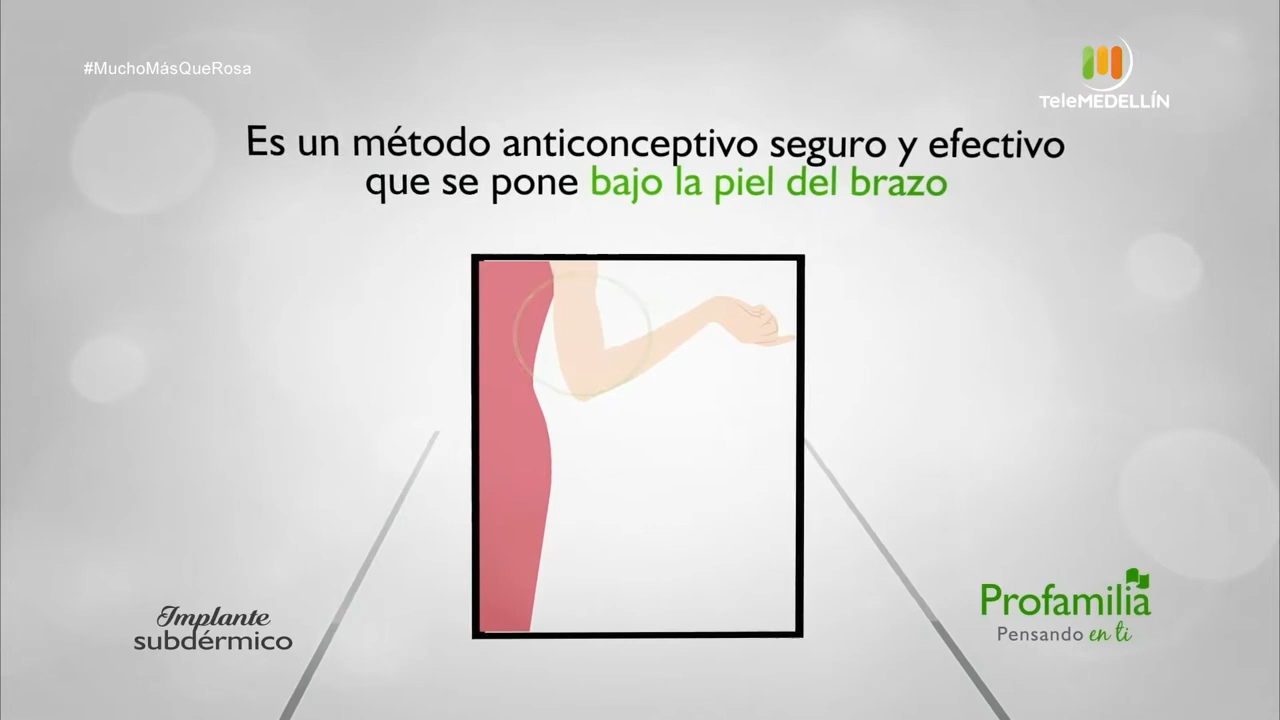 #MuchoMásQueRosa
TeleMEDELLÍN
Es un método anticonceptivo seguro y efectivo
que se pone bajo la piel del brazo
Implante
subdérmico
Profamilia
Pensando en ti